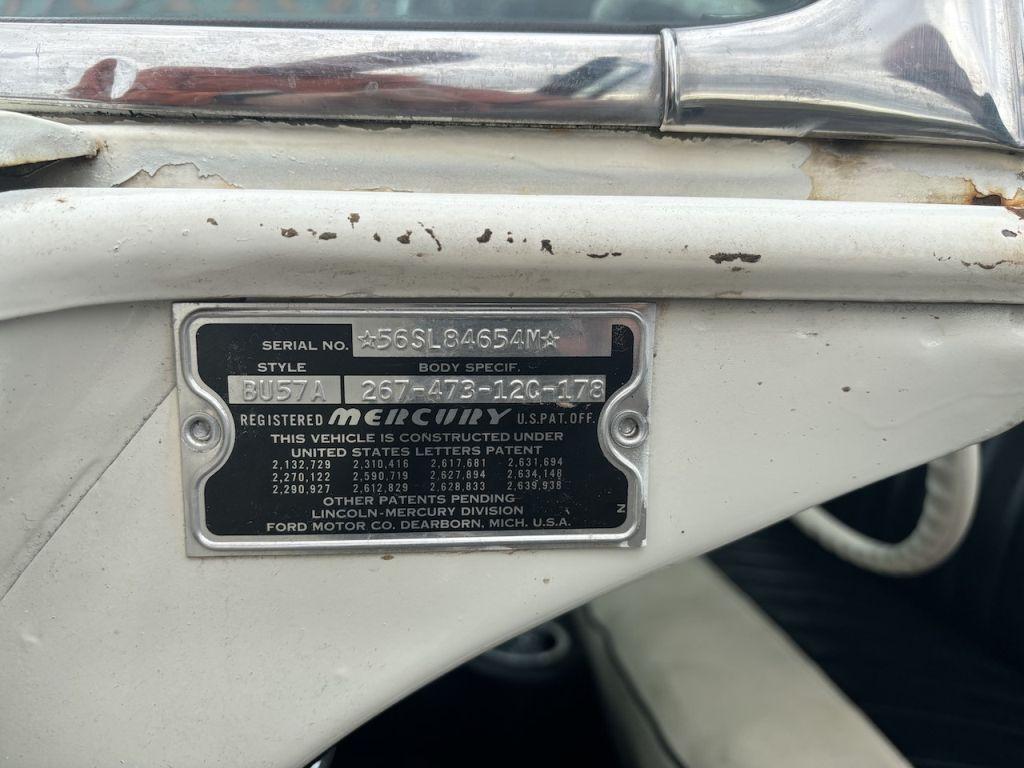 SERIAL NO. ☆56SL84654M☆
STYLE BODY SPECIF.
BU57A 267-473-12C-178
REGISTERED MERCURY U.S.PAT.OFF.
THIS VEHICLE IS CONSTRUCTED UNDER
UNITED STATES LETTERS PATENT
2,132,729 2,310,416 2,617,681 2,631,694
2,270,122 2,590,719 2,627,894 2,634,148
2,290,927 2,612,829 2,628,833 2,639,938
OTHER PATENTS PENDING
LINCOLN-MERCURY DIVISION Z
FORD MOTOR CO. DEARBORN, MICH. U.S.A.